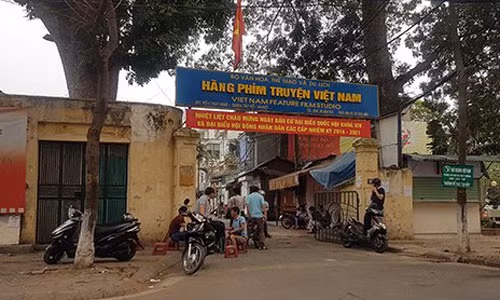 BỘ VĂN HÓA, THỂ THAO VÀ DU LỊCH
HÃNG PHIM TRUYỆN VIỆT NAM
VIETNAM FEATURE FILM STUDIO
NHIỆT LIỆT CHÀO MỪNG NGÀY BẦU CỬ ĐẠI BIỂU QUỐC HỘI KHÓA XIV
VÀ ĐẠI BIỂU HỘI ĐỒNG NHÂN DÂN CÁC CẤP NHIỆM KỲ 2016 - 2021